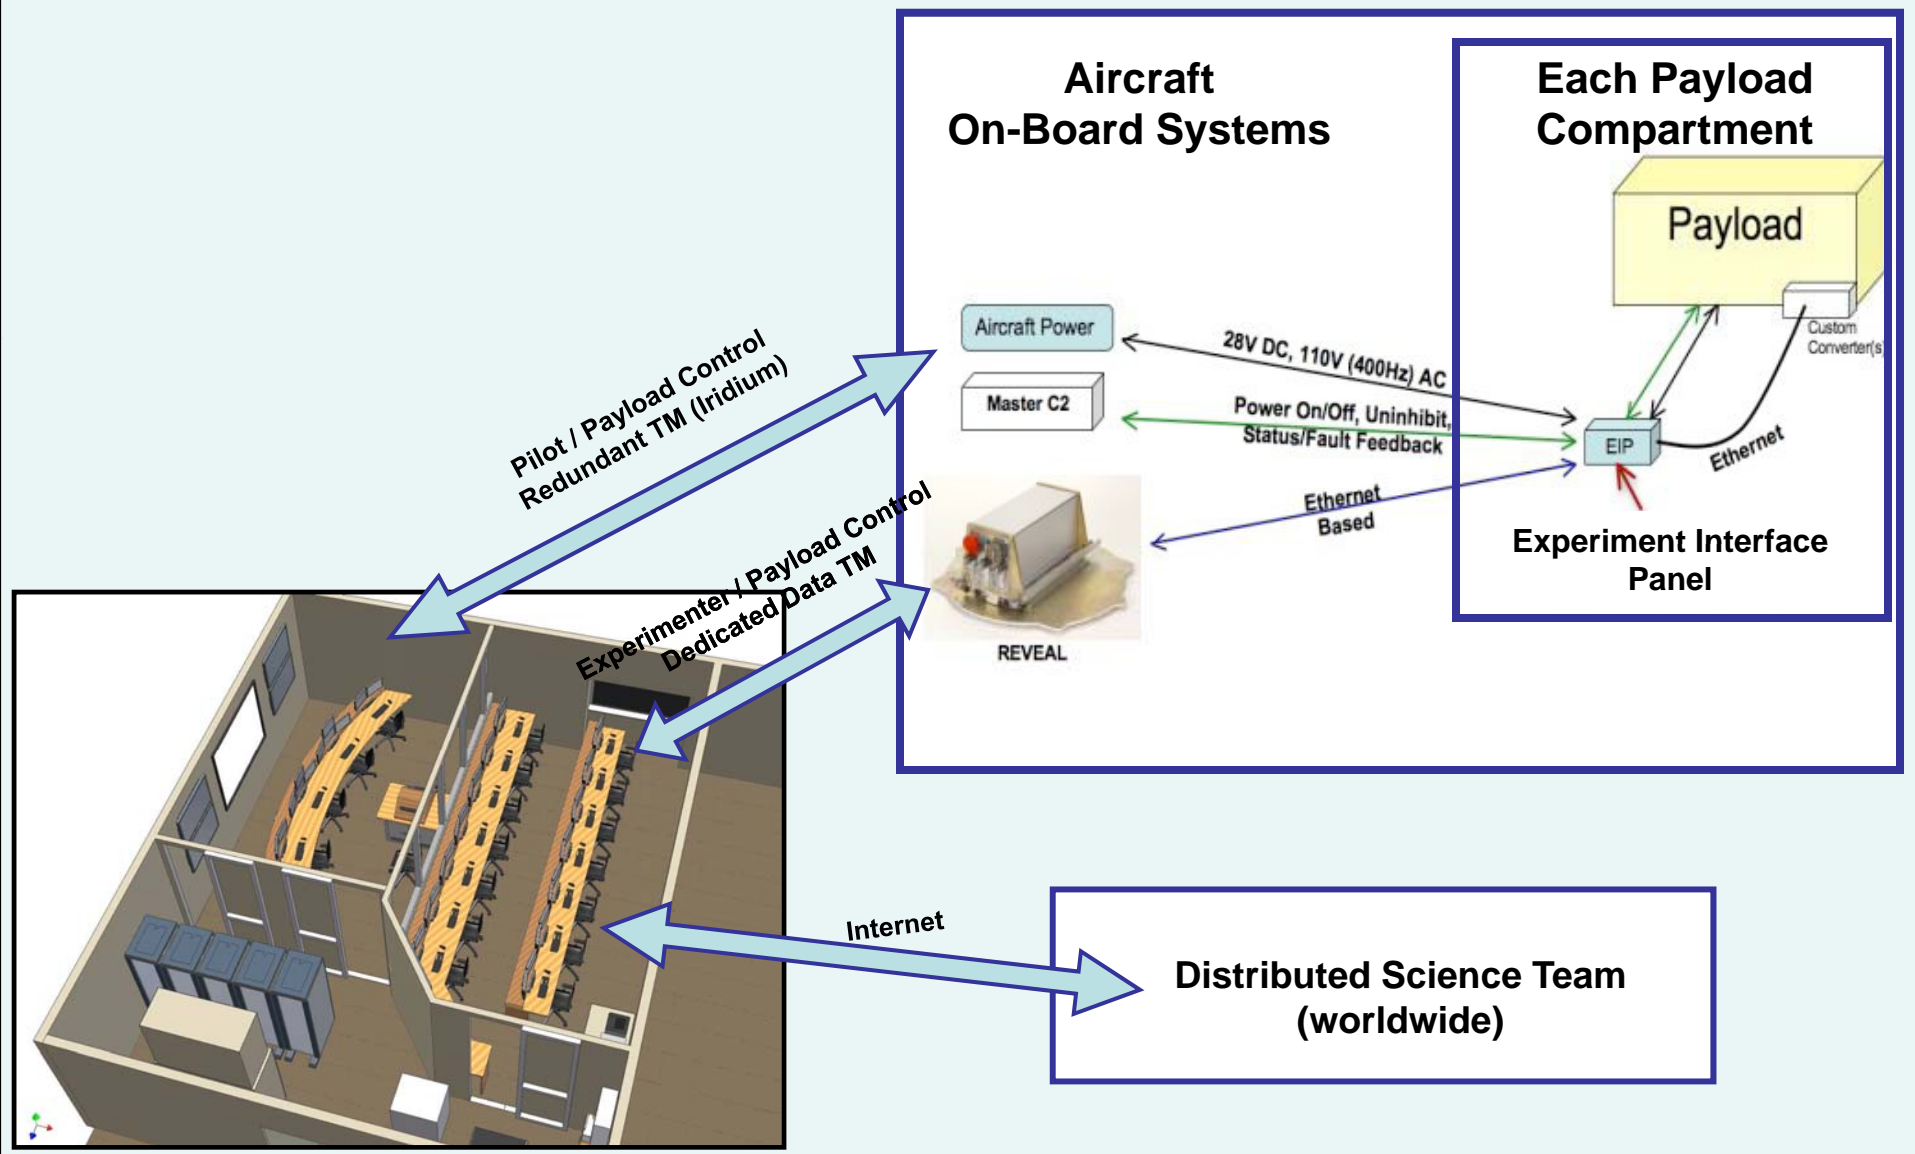 Aircraft
On-Board Systems
Each Payload
Compartment
Payload
Custom
Converter(s)
Aircraft Power
28V DC, 110V (400Hz) AC
Master C2
Power On/Off, Uninhibit,
Status/Fault Feedback
EIP
Ethernet
Ethernet
Based
Experiment Interface
Panel
REVEAL
Pilot / Payload Control
Redundant TM (Iridium)
Experimenter / Payload Control
Dedicated Data TM
Internet
Distributed Science Team
(worldwide)